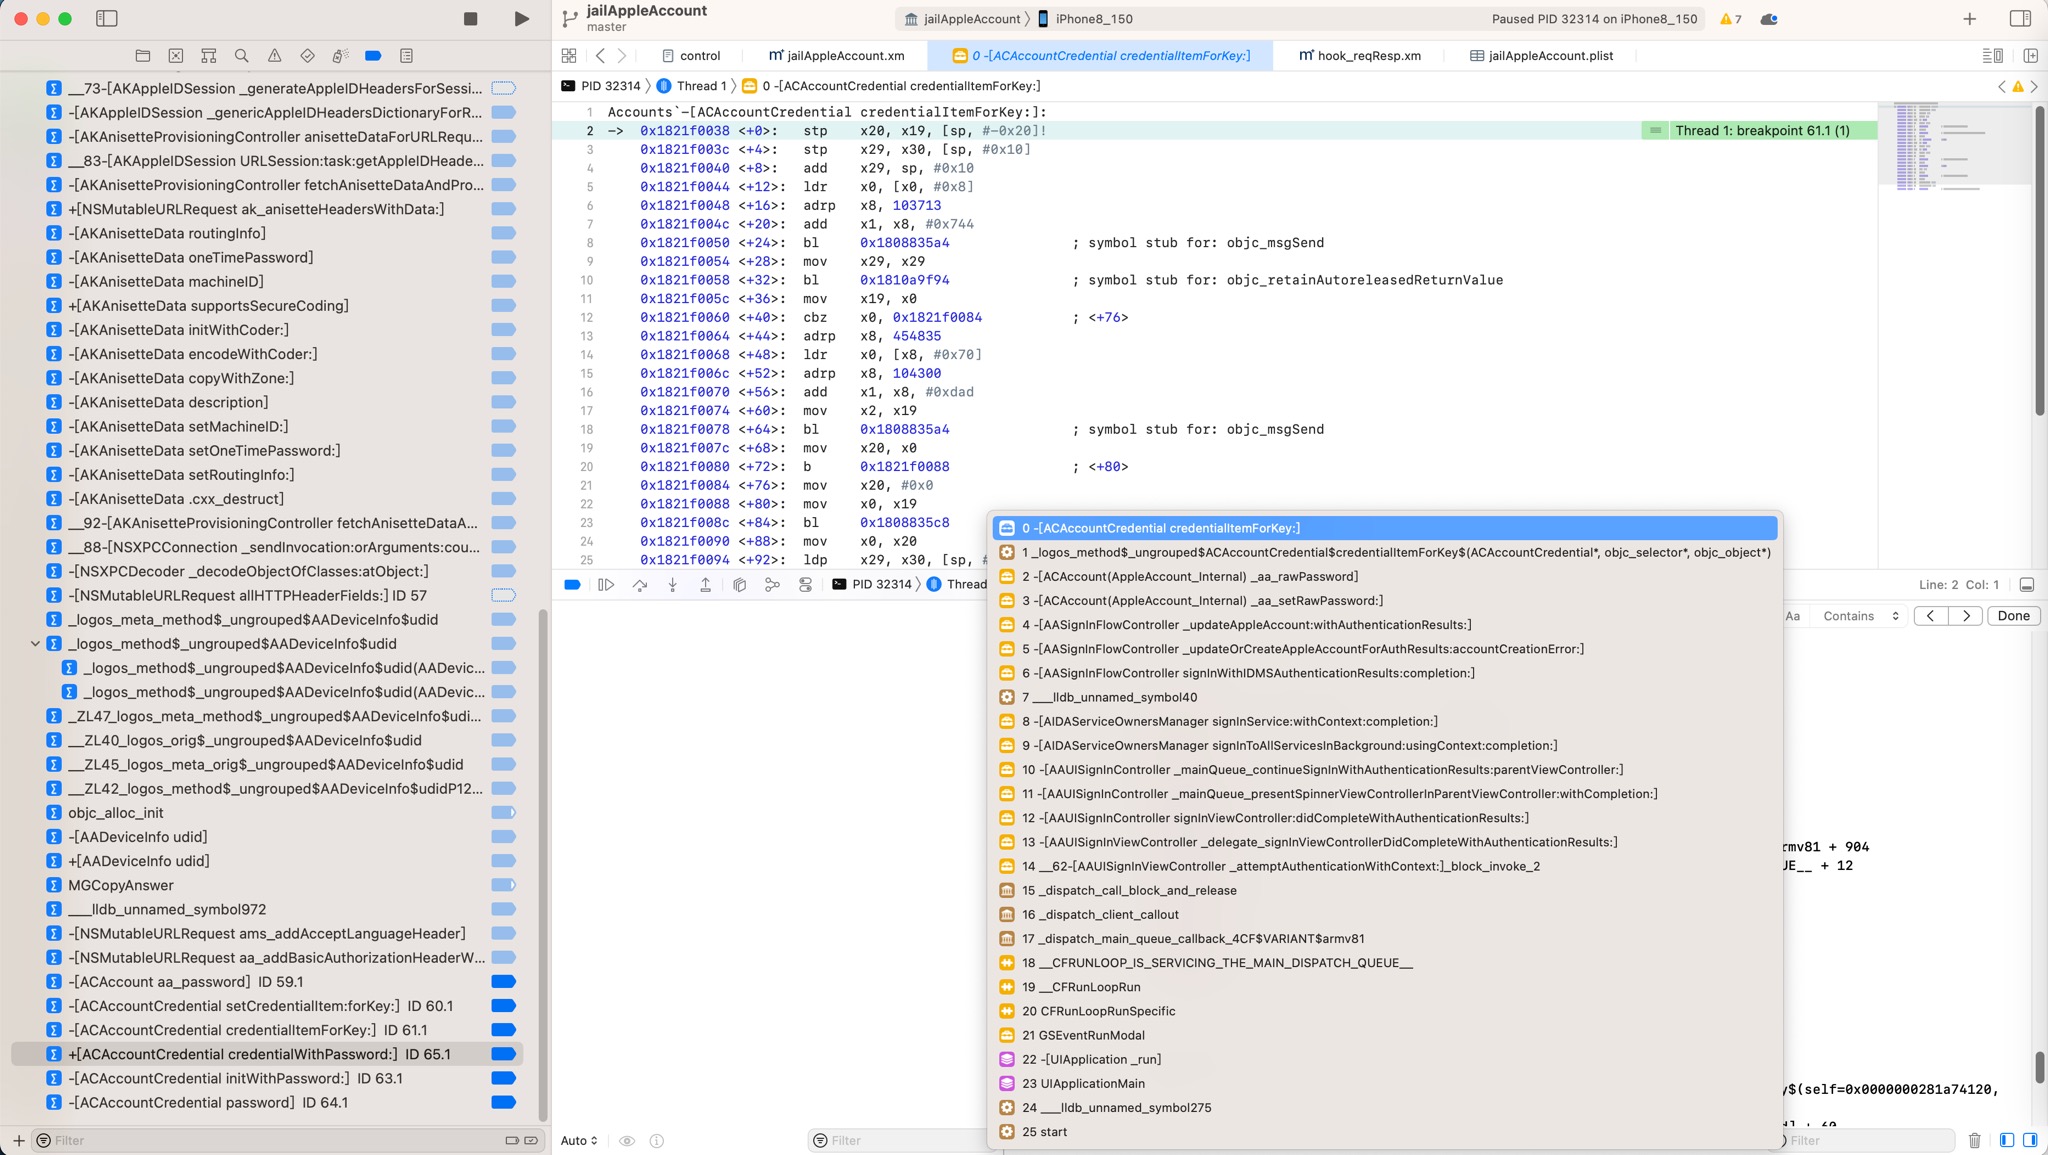 jailAppleAccount
master
jailAppleAccount 〉 iPhone8_150
Paused PID 32314 on iPhone8_150
7
control
jailAppleAccount.xm
0 -[ACAccountCredential credentialItemForKey:]
hook_reqResp.xm
jailAppleAccount.plist
PID 32314 〉 Thread 1 〉 0 -[ACAccountCredential credentialItemForKey:]
__73-[AKAppleIDSession _generateAppleIDHeadersForSessi...
-[AKAppleIDSession _genericAppleIDHeadersDictionaryForR...
-[AKAnisetteProvisioningController anisetteDataForURLRequ...
__83-[AKAppleIDSession URLSession:task:getAppleIDHeade...
-[AKAnisetteProvisioningController fetchAnisetteDataAndPro...
+[NSMutableURLRequest ak_anisetteHeadersWithData:]
-[AKAnisetteData routingInfo]
-[AKAnisetteData oneTimePassword]
-[AKAnisetteData machineID]
+[AKAnisetteData supportsSecureCoding]
-[AKAnisetteData initWithCoder:]
-[AKAnisetteData encodeWithCoder:]
-[AKAnisetteData copyWithZone:]
-[AKAnisetteData description]
-[AKAnisetteData setMachineID:]
-[AKAnisetteData setOneTimePassword:]
-[AKAnisetteData setRoutingInfo:]
-[AKAnisetteData .cxx_destruct]
__92-[AKAnisetteProvisioningController fetchAnisetteDataA...
__88-[NSXPCConnection _sendInvocation:orArguments:cou...
-[NSXPCDecoder _decodeObjectOfClasses:atObject:]
-[NSMutableURLRequest allHTTPHeaderFields:] ID 57
_logos_meta_method$_ungrouped$AADeviceInfo$udid
_logos_method$_ungrouped$AADeviceInfo$udid
_logos_method$_ungrouped$AADeviceInfo$udid(AADevic...
_logos_method$_ungrouped$AADeviceInfo$udid(AADevic...
_ZL47_logos_meta_method$_ungrouped$AADeviceInfo$udi...
__ZL40_logos_orig$_ungrouped$AADeviceInfo$udid
__ZL45_logos_meta_orig$_ungrouped$AADeviceInfo$udid
__ZL42_logos_method$_ungrouped$AADeviceInfo$udidP12...
objc_alloc_init
-[AADeviceInfo udid]
+[AADeviceInfo udid]
MGCopyAnswer
___lldb_unnamed_symbol972
-[NSMutableURLRequest ams_addAcceptLanguageHeader]
-[NSMutableURLRequest aa_addBasicAuthorizationHeaderW...
-[ACAccount aa_password] ID 59.1
-[ACAccountCredential setCredentialItem:forKey:] ID 60.1
-[ACAccountCredential credentialItemForKey:] ID 61.1
+[ACAccountCredential credentialWithPassword:] ID 65.1
-[ACAccountCredential initWithPassword:] ID 63.1
-[ACAccountCredential password] ID 64.1
Filter
1 Accounts`-[ACAccountCredential credentialItemForKey:]:
2 -> 0x1821f0038 <+0>: stp x20, x19, [sp, #-0x20]!
Thread 1: breakpoint 61.1 (1)
3 0x1821f003c <+4>: stp x29, x30, [sp, #0x10]
4 0x1821f0040 <+8>: add x29, sp, #0x10
5 0x1821f0044 <+12>: ldr x0, [x0, #0x8]
6 0x1821f0048 <+16>: adrp x8, 103713
7 0x1821f004c <+20>: add x1, x8, #0x744
8 0x1821f0050 <+24>: bl 0x1808835a4 ; symbol stub for: objc_msgSend
9 0x1821f0054 <+28>: mov x29, x29
10 0x1821f0058 <+32>: bl 0x1810a9f94 ; symbol stub for: objc_retainAutoreleasedReturnValue
11 0x1821f005c <+36>: mov x19, x0
12 0x1821f0060 <+40>: cbz x0, 0x1821f0084 ; <+76>
13 0x1821f0064 <+44>: adrp x8, 454835
14 0x1821f0068 <+48>: ldr x0, [x8, #0x70]
15 0x1821f006c <+52>: adrp x8, 104300
16 0x1821f0070 <+56>: add x1, x8, #0xdad
17 0x1821f0074 <+60>: mov x2, x19
18 0x1821f0078 <+64>: bl 0x1808835a4 ; symbol stub for: objc_msgSend
19 0x1821f007c <+68>: mov x20, x0
20 0x1821f0080 <+72>: b 0x1821f0088 ; <+80>
21 0x1821f0084 <+76>: mov x20, #0x0
22 0x1821f0088 <+80>: mov x0, x19
23 0x1821f008c <+84>: bl 0x1808835c8
24 0x1821f0090 <+88>: mov x0, x20
25 0x1821f0094 <+92>: ldp x29, x30, [sp, #
PID 32314 〉 Thread
Line: 2 Col: 1
0 -[ACAccountCredential credentialItemForKey:]
1 _logos_method$_ungrouped$ACAccountCredential$credentialItemForKey$(ACAccountCredential*, objc_selector*, objc_object*)
2 -[ACAccount(AppleAccount_Internal) _aa_rawPassword]
3 -[ACAccount(AppleAccount_Internal) _aa_setRawPassword:]
4 -[AASignInFlowController _updateAppleAccount:withAuthenticationResults:]
5 -[AASignInFlowController _updateOrCreateAppleAccountForAuthResults:accountCreationError:]
6 -[AASignInFlowController signInWithIDMSAuthenticationResults:completion:]
7 ___lldb_unnamed_symbol40
8 -[AIDAServiceOwnersManager signInService:withContext:completion:]
9 -[AIDAServiceOwnersManager signInToAllServicesInBackground:usingContext:completion:]
10 -[AAUISignInController _mainQueue_continueSignInWithAuthenticationResults:parentViewController:]
11 -[AAUISignInController _mainQueue_presentSpinnerViewControllerInParentViewController:withCompletion:]
12 -[AAUISignInController signInViewController:didCompleteWithAuthenticationResults:]
13 -[AAUISignInViewController _delegate_signInViewControllerDidCompleteWithAuthenticationResults:]
14 __62-[AAUISignInViewController _attemptAuthenticationWithContext:]_block_invoke_2
15 _dispatch_call_block_and_release
16 _dispatch_client_callout
17 _dispatch_main_queue_callback_4CF$VARIANT$armv81
18 __CFRUNLOOP_IS_SERVICING_THE_MAIN_DISPATCH_QUEUE__
19 __CFRunLoopRun
20 CFRunLoopRunSpecific
21 GSEventRunModal
22 -[UIApplication _run]
23 UIApplicationMain
24 ___lldb_unnamed_symbol275
25 start
Aa Contains Done
rmv81 + 904
UE__ + 12
y$(self=0x0000000281a74120,
Auto
Filter
Filter